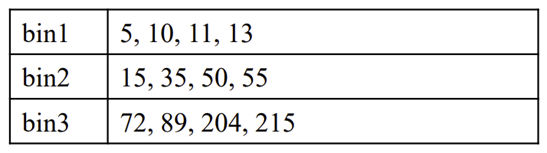 bin1 5, 10, 11, 13
bin2 15, 35, 50, 55
bin3 72, 89, 204, 215